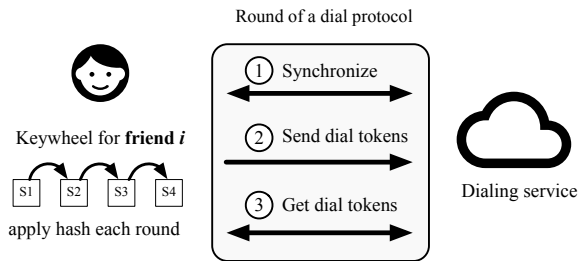 Round of a dial protocol
Keywheel for friend i
S1 S2 S3 S4
apply hash each round
1 Synchronize
2 Send dial tokens
3 Get dial tokens
Dialing service